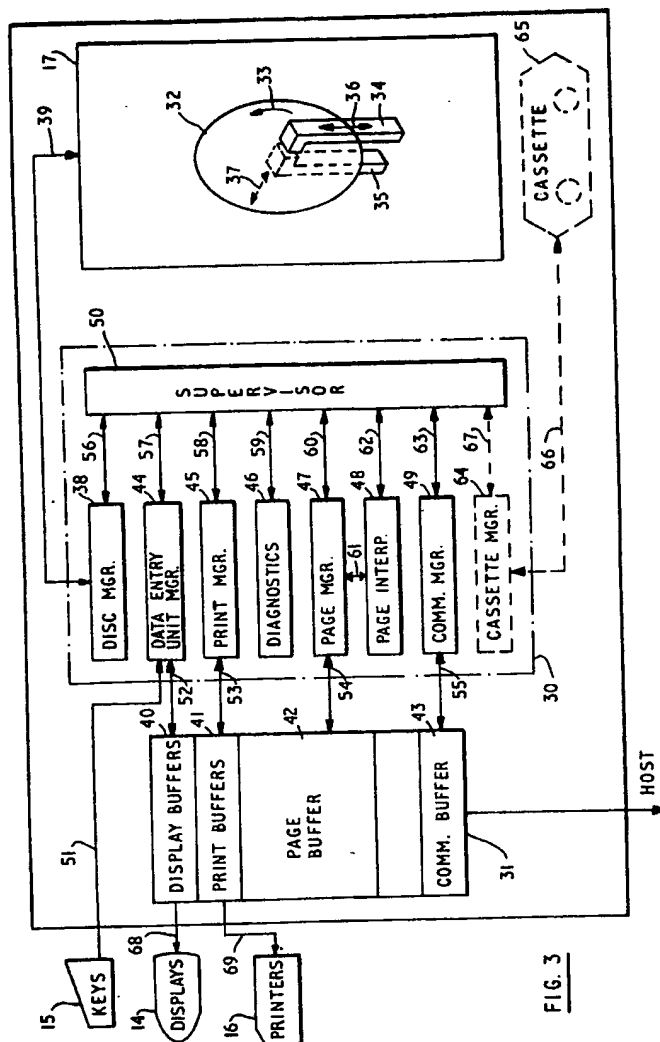 39
17
32
33
37
36
34
35
65
CASSETTE
66
50
SUPERVISOR
56
57
58
59
60
62
63
67
38
DISC MGR.
44
DATA ENTRY
UNIT MGR.
45
PRINT MGR.
46
DIAGNOSTICS
47
PAGE MGR.
61
48
PAGE INTERP.
49
COMM. MGR.
64
CASSETTE MGR.
30
51
52
53
54
55
40
DISPLAY BUFFERS
41
PRINT BUFFERS
42
PAGE
BUFFER
43
COMM. BUFFER
31
HOST
15
KEYS
68
14
DISPLAYS
69
16
PRINTERS
FIG. 3